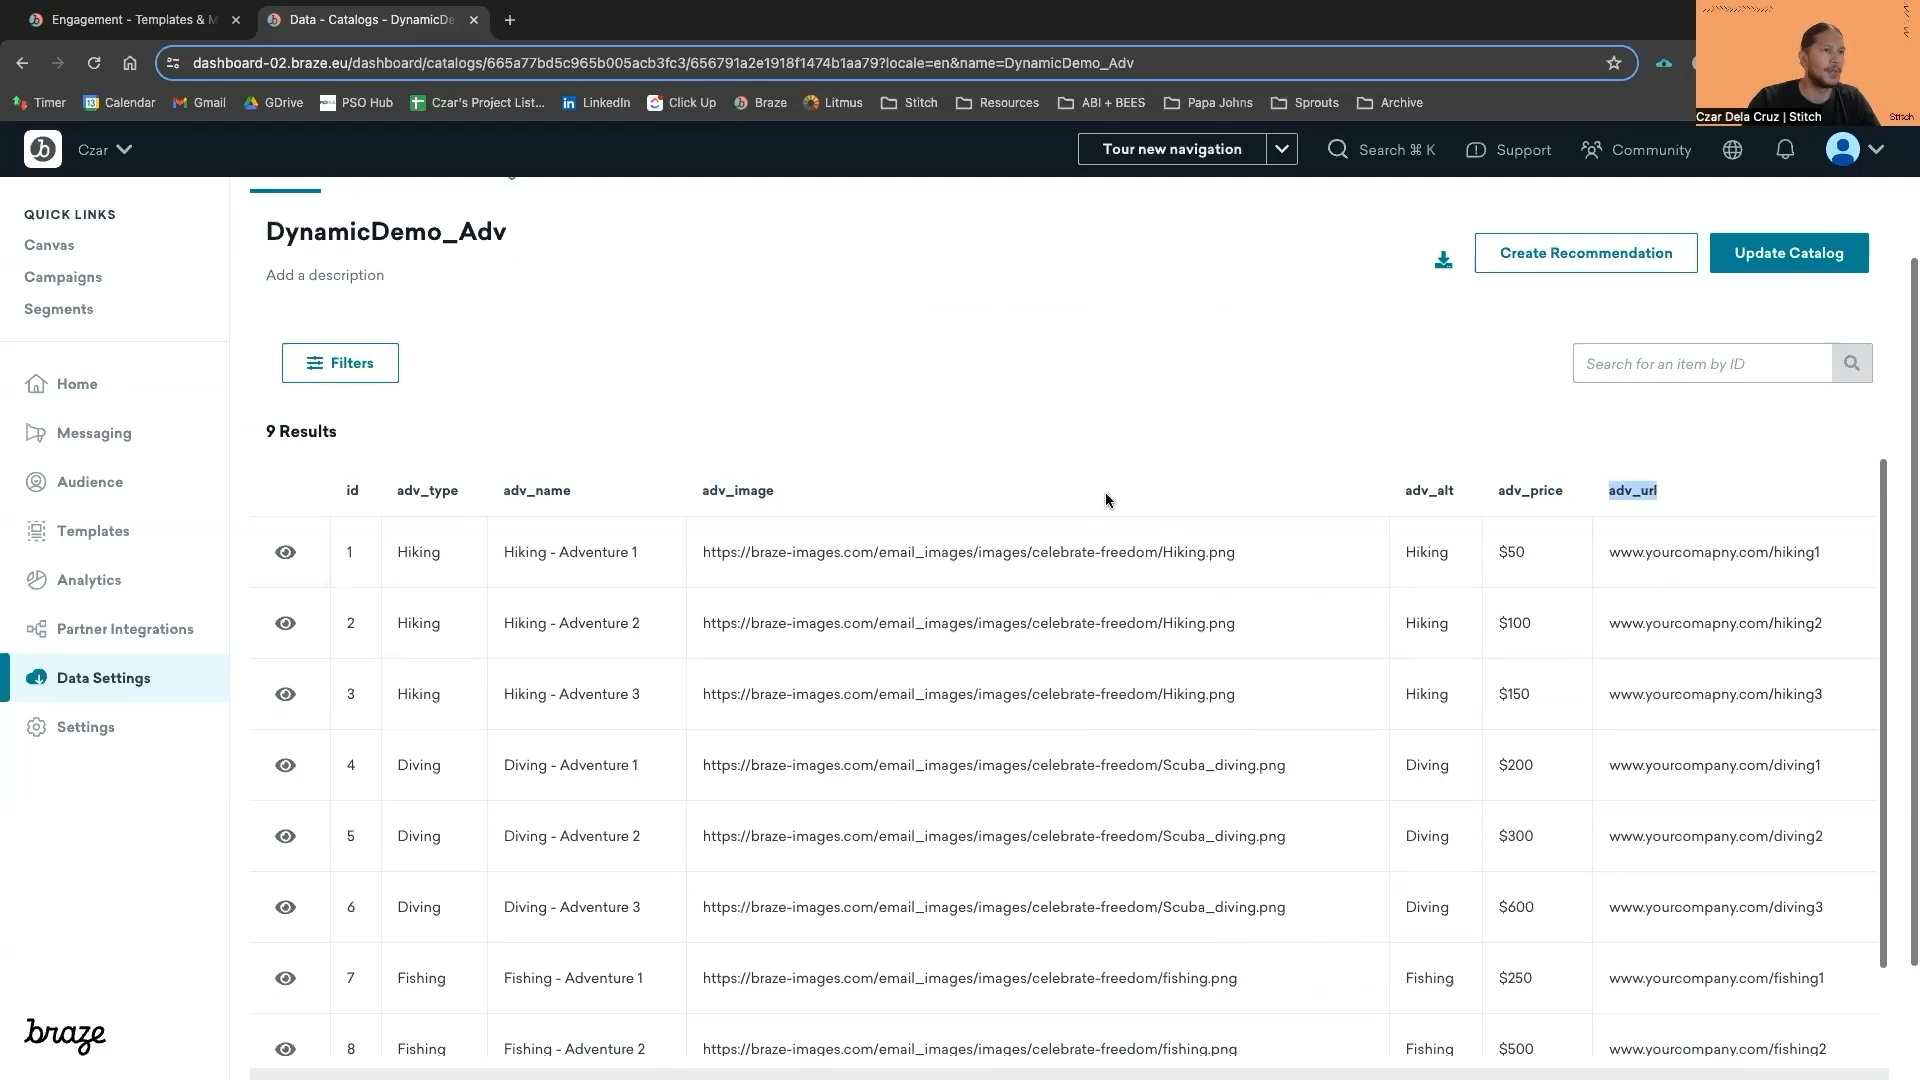 Engagement - Templates & M
Data - Catalogs - DynamicDe
dashboard-02.braze.eu/dashboard/catalogs/665a77bd5c965b005acb3fc3/656791a2e1918f1474b1aa79?locale=en&name=DynamicDemo_Adv
Timer
Calendar
Gmail
GDrive
PSO Hub
Czar's Project List...
LinkedIn
Click Up
Braze
Litmus
Stitch
Resources
ABI + BEES
Papa Johns
Sprouts
Archive
Czar Dela Cruz | Stitch
Stitch
Czar
Tour new navigation
Search ⌘ K
Support
Community
QUICK LINKS
Canvas
Campaigns
Segments
Home
Messaging
Audience
Templates
Analytics
Partner Integrations
Data Settings
Settings
braze
DynamicDemo_Adv
Add a description
Create Recommendation
Update Catalog
Filters
Search for an item by ID
9 Results
id adv_type adv_name adv_image adv_alt adv_price adv_url
1 Hiking Hiking - Adventure 1 https://braze-images.com/email_images/images/celebrate-freedom/Hiking.png Hiking $50 www.yourcomapny.com/hiking1
2 Hiking Hiking - Adventure 2 https://braze-images.com/email_images/images/celebrate-freedom/Hiking.png Hiking $100 www.yourcomapny.com/hiking2
3 Hiking Hiking - Adventure 3 https://braze-images.com/email_images/images/celebrate-freedom/Hiking.png Hiking $150 www.yourcomapny.com/hiking3
4 Diving Diving - Adventure 1 https://braze-images.com/email_images/images/celebrate-freedom/Scuba_diving.png Diving $200 www.yourcompany.com/diving1
5 Diving Diving - Adventure 2 https://braze-images.com/email_images/images/celebrate-freedom/Scuba_diving.png Diving $300 www.yourcompany.com/diving2
6 Diving Diving - Adventure 3 https://braze-images.com/email_images/images/celebrate-freedom/Scuba_diving.png Diving $600 www.yourcompany.com/diving3
7 Fishing Fishing - Adventure 1 https://braze-images.com/email_images/images/celebrate-freedom/fishing.png Fishing $250 www.yourcompany.com/fishing1
8 Fishing Fishing - Adventure 2 https://braze-images.com/email_images/images/celebrate-freedom/fishing.png Fishing $500 www.yourcompany.com/fishing2